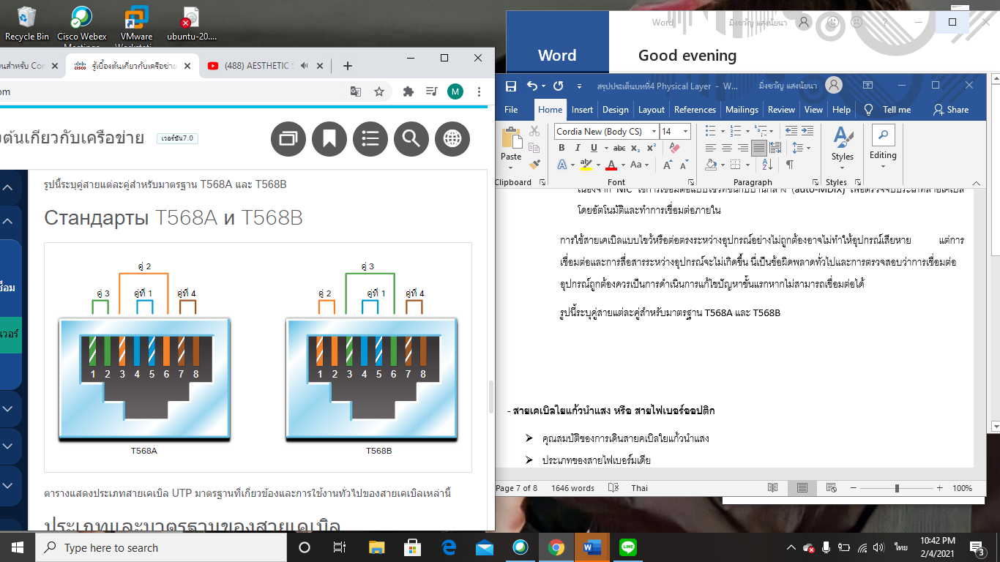 Recycle Bin
Cisco Webex
Meetings
VMware
Workstati...
ubuntu-20....
รู้เบื้องต้นเกี่ยวกับเครือข่าย
(488) AESTHETIC
om
M
งต้นเกี่ยวกับเครือข่าย
เวอร์ชัน7.0
รูปนี้ระบุคู่สายแต่ละคู่สำหรับมาตรฐาน T568A และ T568B
Стандарты T568A и T568B
คู่ 2
คู่ 3
คู่ 3
คู่ที่ 1
คู่ที่ 4
คู่ 2
คู่ที่ 1
คู่ที่ 4
1 2 3 4 5 6 7 8
1 2 3 4 5 6 7 8
T568A
T568B
ตารางแสดงประเภทสายเคเบิล UTP มาตรฐานที่เกี่ยวข้องและการใช้งานทั่วไปของสายเคเบิลเหล่านี้
ประเภทและมาตรฐานของสายเคเบิล
Word
มิ่งขวัญ แสงนัยนา
Word
Good evening
สรุปประเด็นบทที่4 Physical Layer - W...
มิ่งขวัญ แสงนัยนา
File
Home
Insert
Design
Layout
References
Mailings
Review
View
Help
Tell me
Share
Cordia New (Body CS)
14
Paste
Styles
Editing
Clipboard
Font
Paragraph
Styles
โดยอัตโนมัติและทำการเชื่อมต่อภายใน
การใช้สายเคเบิลแบบไขว้หรือต่อตรงระหว่างอุปกรณ์อย่างไม่ถูกต้องอาจไม่ทำให้อุปกรณ์เสียหาย แต่การ
เชื่อมต่อและการสื่อสารระหว่างอุปกรณ์จะไม่เกิดขึ้น นี่เป็นข้อผิดพลาดทั่วไปและการตรวจสอบว่าการเชื่อมต่อ
อุปกรณ์ถูกต้องควรเป็นการดำเนินการแก้ไขปัญหาขั้นแรกหากไม่สามารถเชื่อมต่อได้
รูปนี้ระบุคู่สายแต่ละคู่สำหรับมาตรฐาน T568A และ T568B
- สายเคเบิลใยแก้วนำแสง หรือ สายไฟเบอร์ออปติก
คุณสมบัติของการเดินสายคเบิลใยแก้วนำแสง
ประเภทของสายไฟเบอร์มเดีย
Page 7 of 8
1646 words
Thai
100%
Type here to search
ไทย
10:42 PM
2/4/2021
3